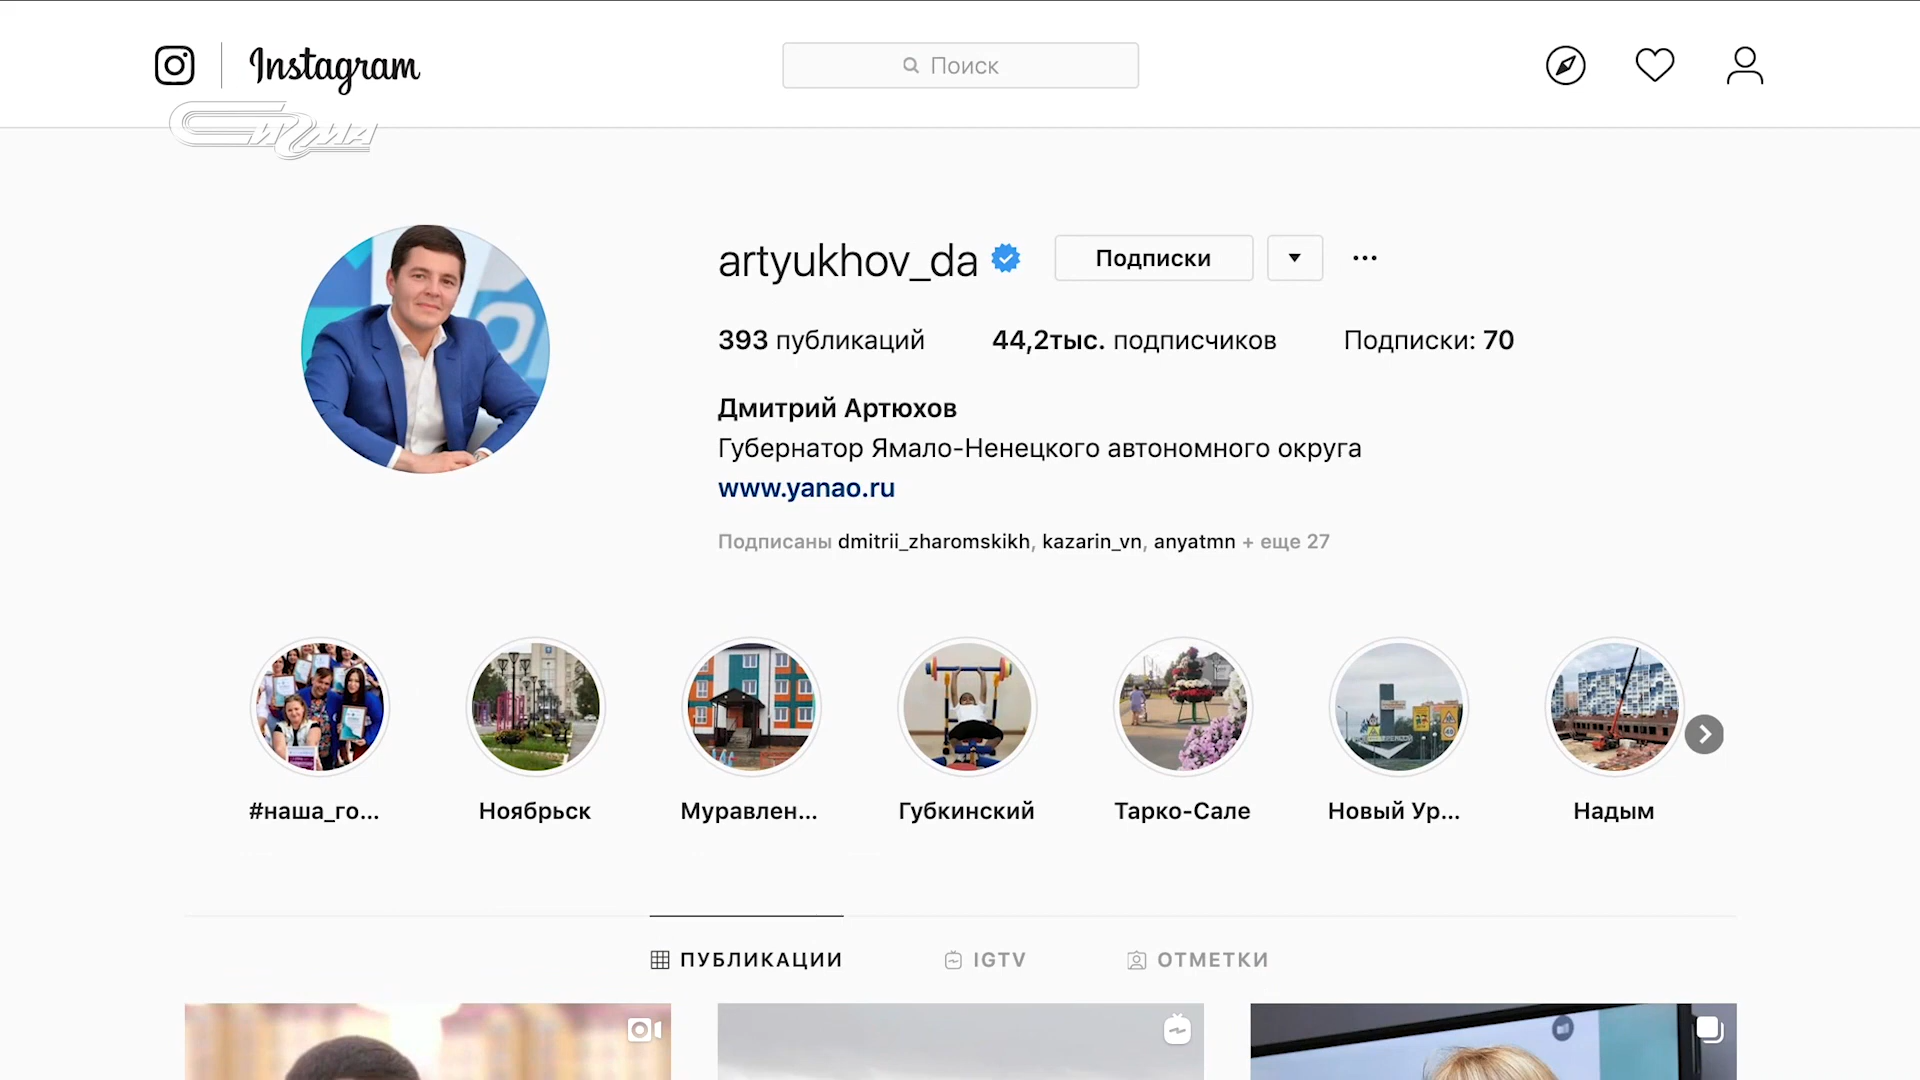 Instagram
Поиск
СИГМА
artyukhov_da
Подписки
393 публикаций
44,2тыс. подписчиков
Подписки: 70
Дмитрий Артюхов
Губернатор Ямало-Ненецкого автономного округа
www.yanao.ru
Подписаны dmitrii_zharomskikh, kazarin_vn, anyatmn + еще 27
#наша_го...
Ноябрьск
Муравлен...
Губкинский
Тарко-Сале
Новый Ур...
Надым
ПУБЛИКАЦИИ
IGTV
ОТМЕТКИ